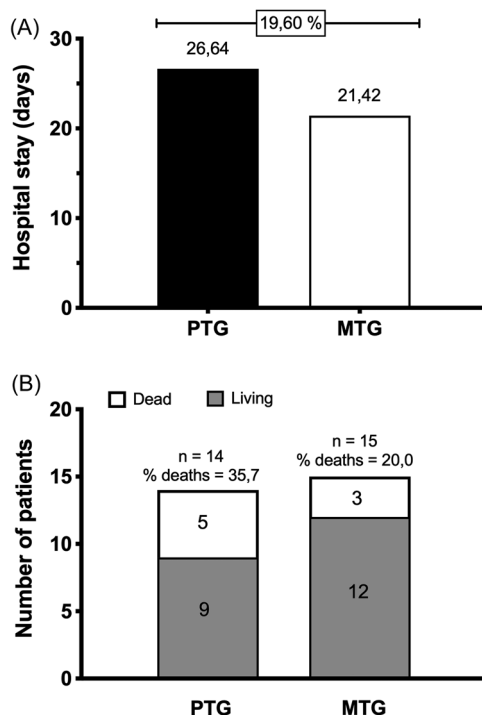 (A)
19,60 %
26,64
21,42
Hospital stay (days)
30
20
10
0
PTG
MTG
(B)
Dead
Living
Number of patients
20
15
10
5
0
n = 14
% deaths = 35,7
n = 15
% deaths = 20,0
5
9
3
12
PTG
MTG